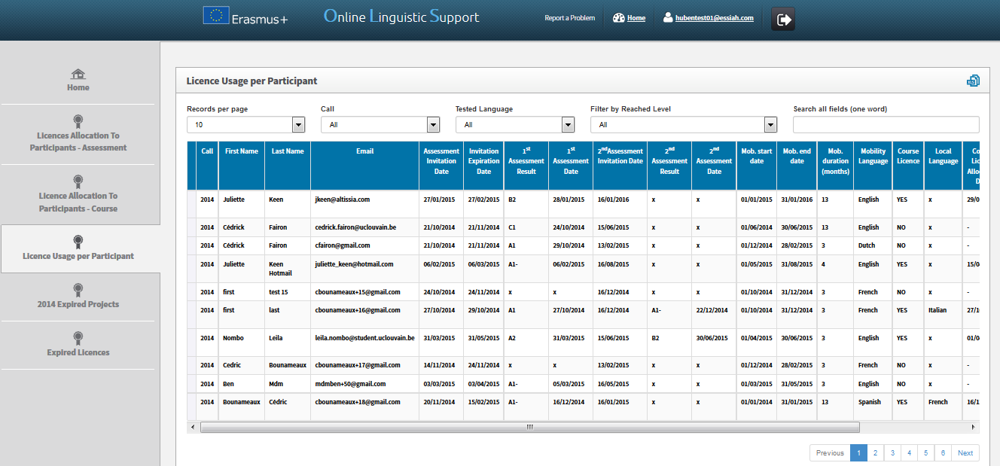 Erasmus+
Online Linguistic Support
Report a Problem
Home
hubentest01@essiah.com
Home
Licences Allocation To
Participants - Assessment
Licence Allocation To
Participants - Course
Licence Usage per Participant
2014 Expired Projects
Expired Licences
Licence Usage per Participant
XLS
Records per page Call Tested Language Filter by Reached Level Search all fields (one word)
10 All All All
Call First Name Last Name Email Assessment Invitation Date Invitation Expiration Date 1st Assessment Result 1st Assessment Date 2ndAssessment Invitation Date 2nd Assessment Result 2nd Assessment Date Mob. start date Mob. end date Mob. duration (months) Mobility Language Course Licence Local Language
2014 Juliette Keen jkeen@altissia.com 27/01/2015 27/02/2015 B2 28/01/2015 16/01/2016 x x 01/01/2015 31/01/2016 13 English YES x 29/0
2014 Cédrick Fairon cedrick.fairon@uclouvain.be 21/10/2014 21/11/2014 C1 24/10/2014 15/06/2015 x x 01/06/2014 30/06/2015 13 English NO x -
2014 Cédrick Fairon cfairon@gmail.com 21/10/2014 21/11/2014 A1 29/10/2014 13/02/2015 x x 01/12/2014 28/02/2015 3 Dutch NO x -
2014 Juliette Keen Hotmail juliette_keen@hotmail.com 06/02/2015 06/03/2015 A1- 06/02/2015 16/08/2015 x x 01/05/2015 31/08/2015 4 English YES x 15/0
2014 first test 15 cbounameaux+15@gmail.com 24/10/2014 24/11/2014 x x 16/12/2014 x x 01/10/2014 31/12/2014 3 French NO x -
2014 first last cbounameaux+16@gmail.com 27/10/2014 29/10/2014 A1 27/10/2014 16/12/2014 A1- 22/12/2014 01/10/2014 31/12/2014 3 French YES Italian 27/1
2014 Nombo Leila leila.nombo@student.uclouvain.be 31/03/2015 31/05/2015 A2 31/03/2015 15/06/2015 B2 30/06/2015 01/04/2015 30/06/2015 3 English YES x 01/0
2014 Cedric Bounameaux cbounameaux+17@gmail.com 14/11/2014 24/11/2014 x x 13/02/2015 x x 01/12/2014 28/02/2015 3 French NO x -
2014 Ben Mdm mdmben+50@gmail.com 03/03/2015 03/04/2015 A1- 05/03/2015 16/05/2015 x x 01/03/2015 31/05/2015 3 English NO x -
2014 Bounameaux Cédric cbounameaux+18@gmail.com 20/11/2014 15/02/2015 A1- 16/12/2014 16/01/2015 x x 01/01/2014 31/01/2015 13 Spanish YES French 16/1
Previous 1 2 3 4 5 6 Next